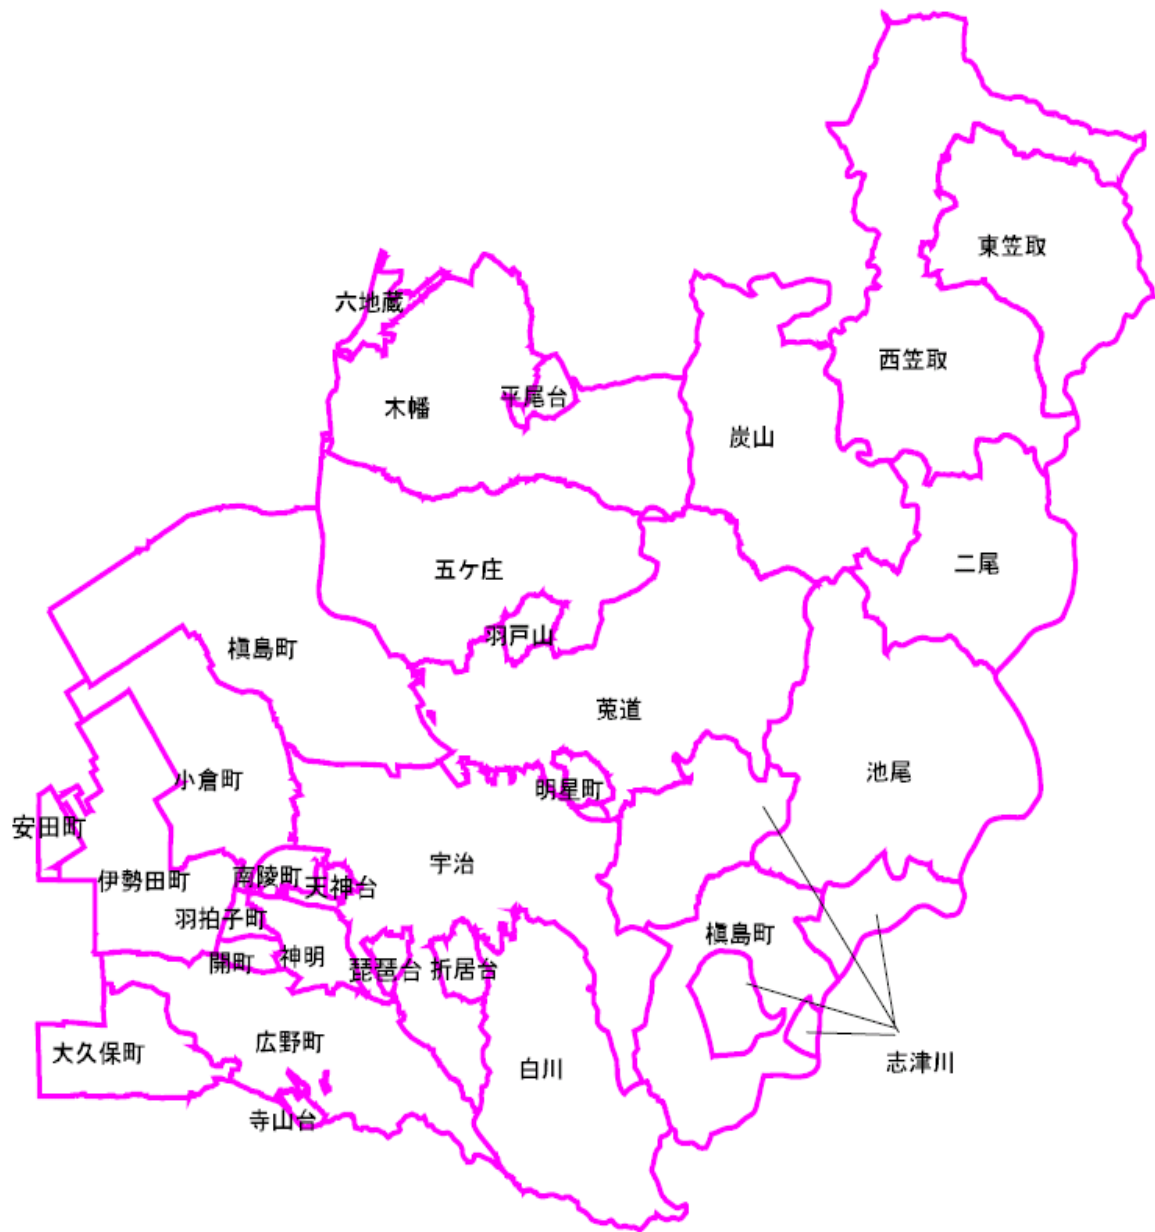 東笠取
六地蔵
西笠取
平尾台
木幡
炭山
五ケ庄
二尾
羽戸山
槇島町
莵道
池尾
小倉町
明星町
安田町
宇治
南陵町
天神台
伊勢田町
羽拍子町
槇島町
神明
開町
琵琶台
折居台
広野町
大久保町
志津川
白川
寺山台